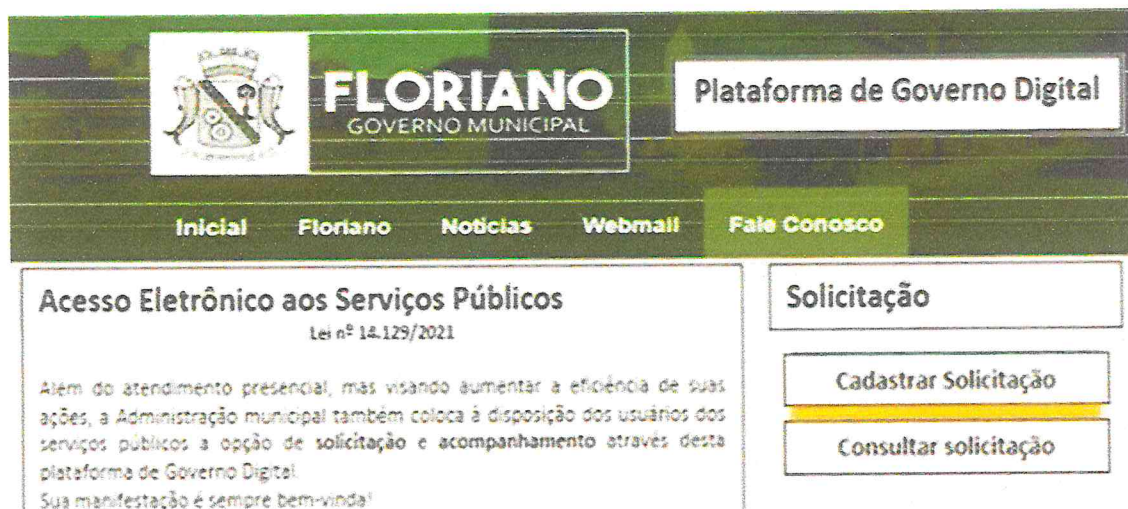 FLORIANO
GOVERNO MUNICIPAL
Plataforma de Governo Digital
Inicial Floriano Noticias Webmail Fale Conosco
Acesso Eletrônico aos Serviços Públicos
Lei nº 14.129/2021
Além do atendimento presencial, mas visando aumentar a eficiência de suas
ações, a Administração municipal também coloca à disposição dos usuários dos
serviços públicos a opção de solicitação e acompanhamento através desta
plataforma de Governo Digital.
Sua manifestação é sempre bem-vinda!
Solicitação
Cadastrar Solicitação
Consultar solicitação